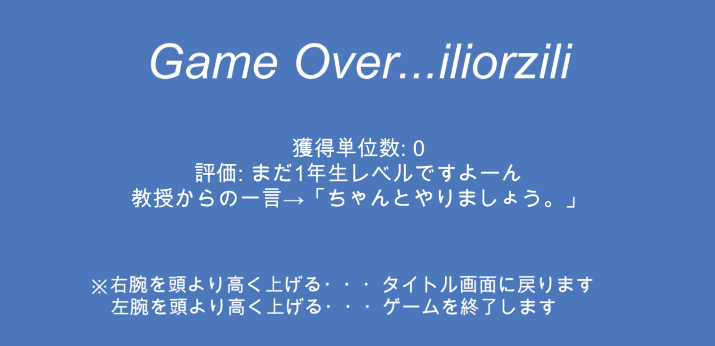 Game Over...iliorzili
獲得単位数: 0
評価: まだ1年生レベルですよーん
教授からの一言→「ちゃんとやりましょう。」
※右腕を頭より高く上げる・・・ タイトル画面に戻ります
左腕を頭より高く上げる・・・ ゲームを終了します